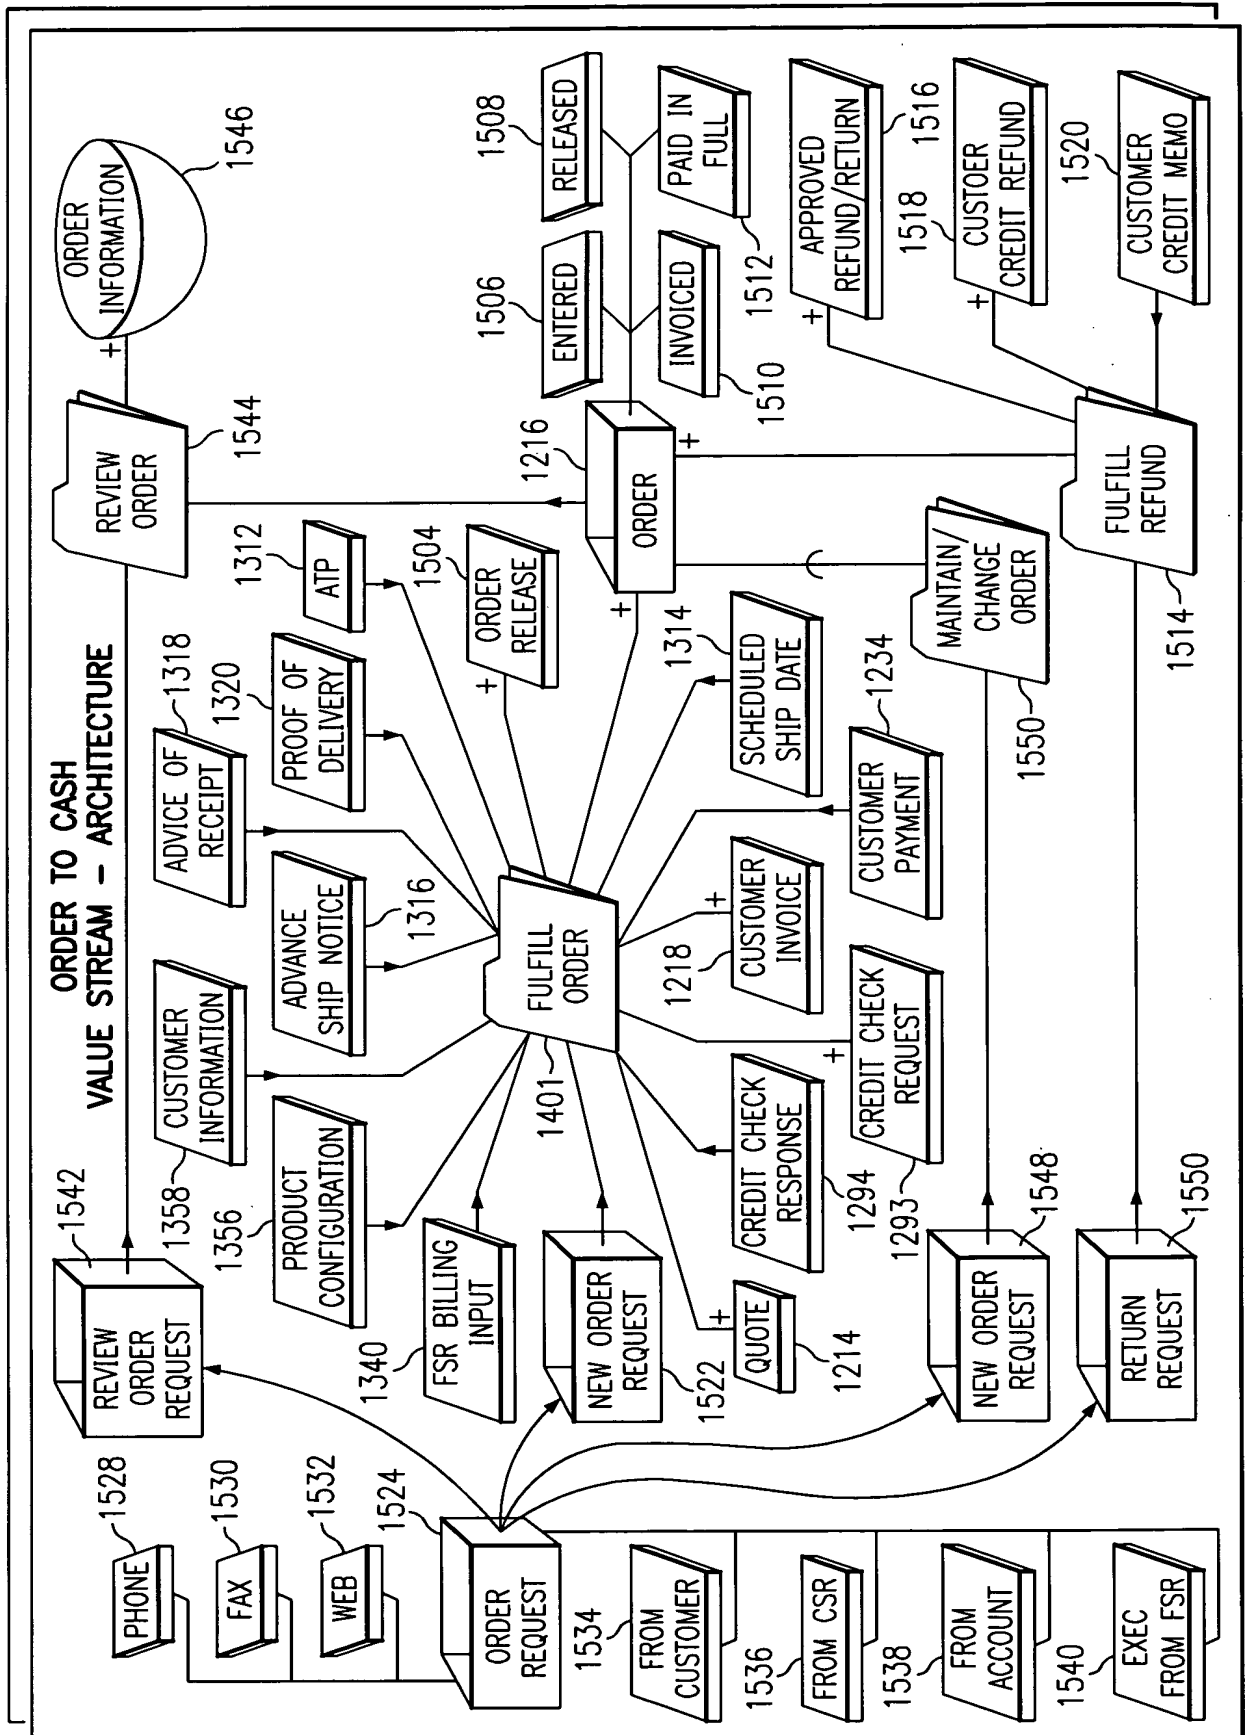 ORDER TO CASH
VALUE STREAM - ARCHITECTURE
PHONE
1528
FAX
1530
WEB
1532
ORDER
REQUEST
1524
FROM
CUSTOMER
1534
FROM CSR
1536
FROM
ACCOUNT
1538
EXEC
FROM FSR
1540
REVIEW
ORDER
REQUEST
1542
CUSTOMER
INFORMATION
1358
PRODUCT
CONFIGURATION
1356
FSR BILLING
INPUT
1340
NEW ORDER
REQUEST
1522
QUOTE
1214
+
CREDIT CHECK
RESPONSE
1294
CREDIT CHECK
REQUEST
1293
+
NEW ORDER
REQUEST
1548
RETURN
REQUEST
1550
ADVICE OF
RECEIPT
1318
ADVANCE
SHIP NOTICE
1316
PROOF OF
DELIVERY
1320
ATP
1312
ORDER
RELEASE
1504
+
FULFILL
ORDER
1401
CUSTOMER
INVOICE
1218
+
CUSTOMER
PAYMENT
1234
SCHEDULED
SHIP DATE
1314
MAINTAIN/
CHANGE
ORDER
1550
REVIEW
ORDER
1544
ORDER
INFORMATION
1546
+
ORDER
1216
+
+
ENTERED
1506
RELEASED
1508
INVOICED
1510
PAID IN
FULL
1512
APPROVED
REFUND/RETURN
1516
+
CUSTOER
CREDIT REFUND
1518
+
CUSTOMER
CREDIT MEMO
1520
FULFILL
REFUND
1514